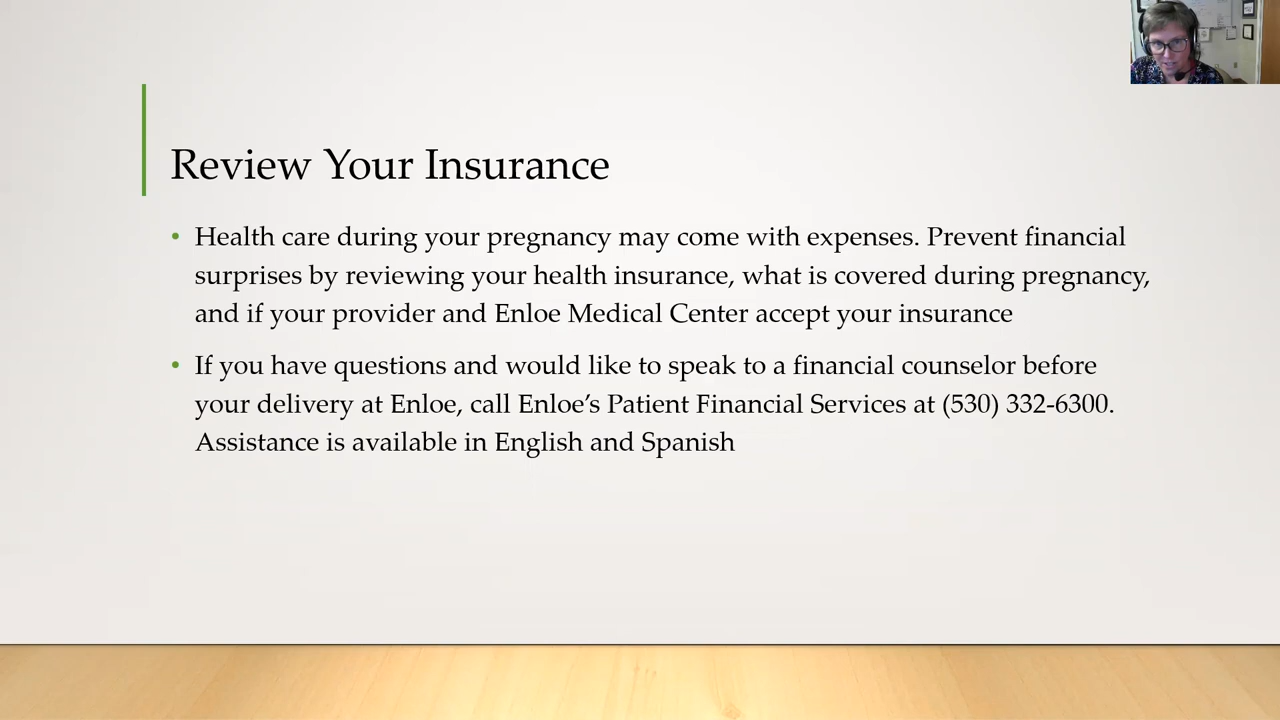 Review Your Insurance
• Health care during your pregnancy may come with expenses. Prevent financial
surprises by reviewing your health insurance, what is covered during pregnancy,
and if your provider and Enloe Medical Center accept your insurance
• If you have questions and would like to speak to a financial counselor before
your delivery at Enloe, call Enloe’s Patient Financial Services at (530) 332-6300.
Assistance is available in English and Spanish